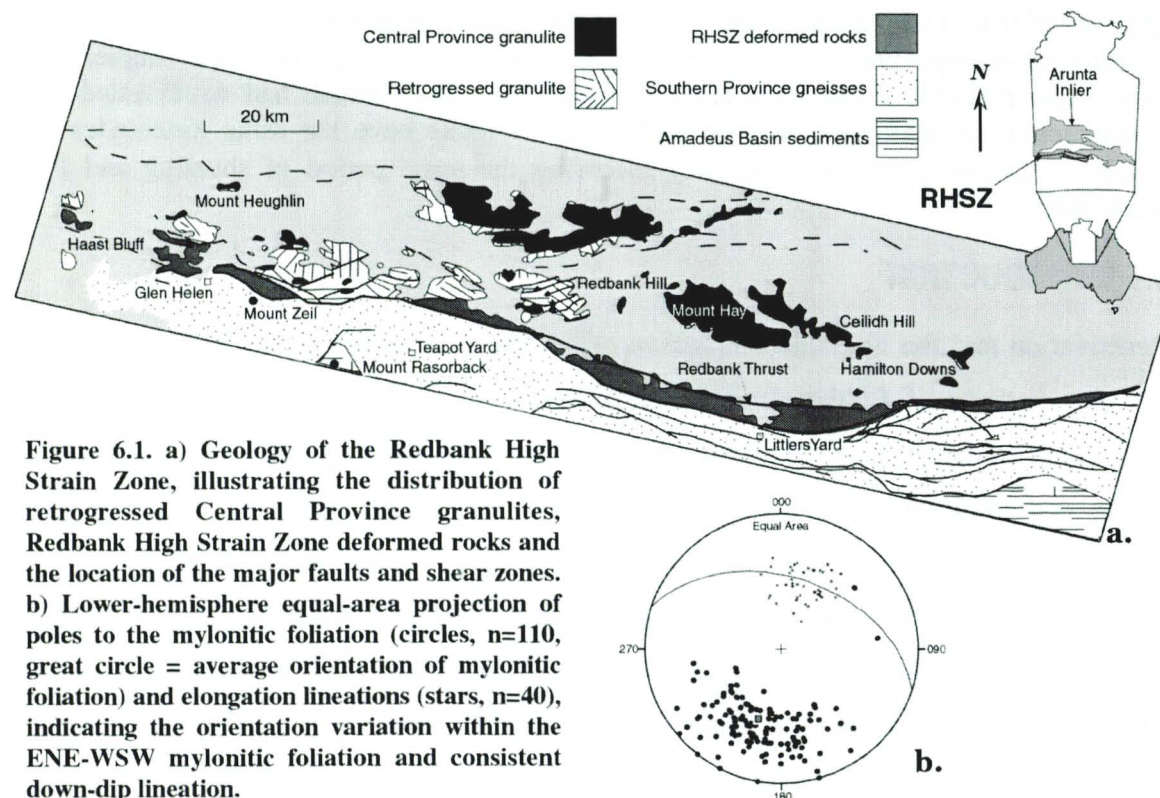 Central Province granulite
Retrogressed granulite
RHSZ deformed rocks
Southern Province gneisses
Amadeus Basin sediments
N
Arunta
Inlier
RHSZ
20 km
Mount Heughlin
Haast Bluff
Glen Helen
Mount Zeil
Teapot Yard
Mount Rasorback
Redbank Hill
Mount Hay
Ceilidh Hill
Redbank Thrust
Hamilton Downs
LittlersYard
a.
Figure 6.1. a) Geology of the Redbank High
Strain Zone, illustrating the distribution of
retrogressed Central Province granulites,
Redbank High Strain Zone deformed rocks and
the location of the major faults and shear zones.
b) Lower-hemisphere equal-area projection of
poles to the mylonitic foliation (circles, n=110,
great circle = average orientation of mylonitic
foliation) and elongation lineations (stars, n=40),
indicating the orientation variation within the
ENE-WSW mylonitic foliation and consistent
down-dip lineation.
000
Equal Area
270
090
180
b.